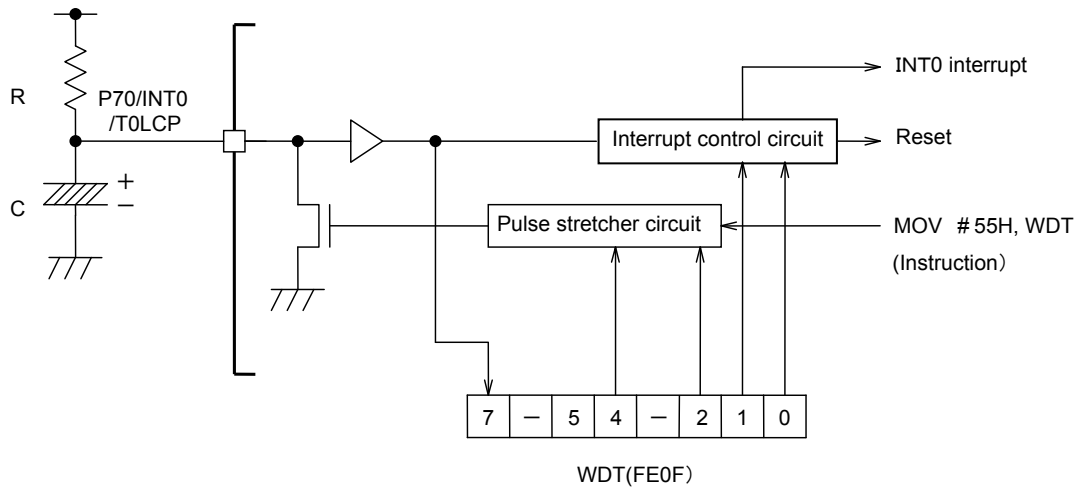 R
P70/INT0
/T0LCP
C
+
−
INT0 interrupt
Interrupt control circuit
Reset
Pulse stretcher circuit
MOV # 55H, WDT
(Instruction)
7 − 5 4 − 2 1 0
WDT(FE0F)